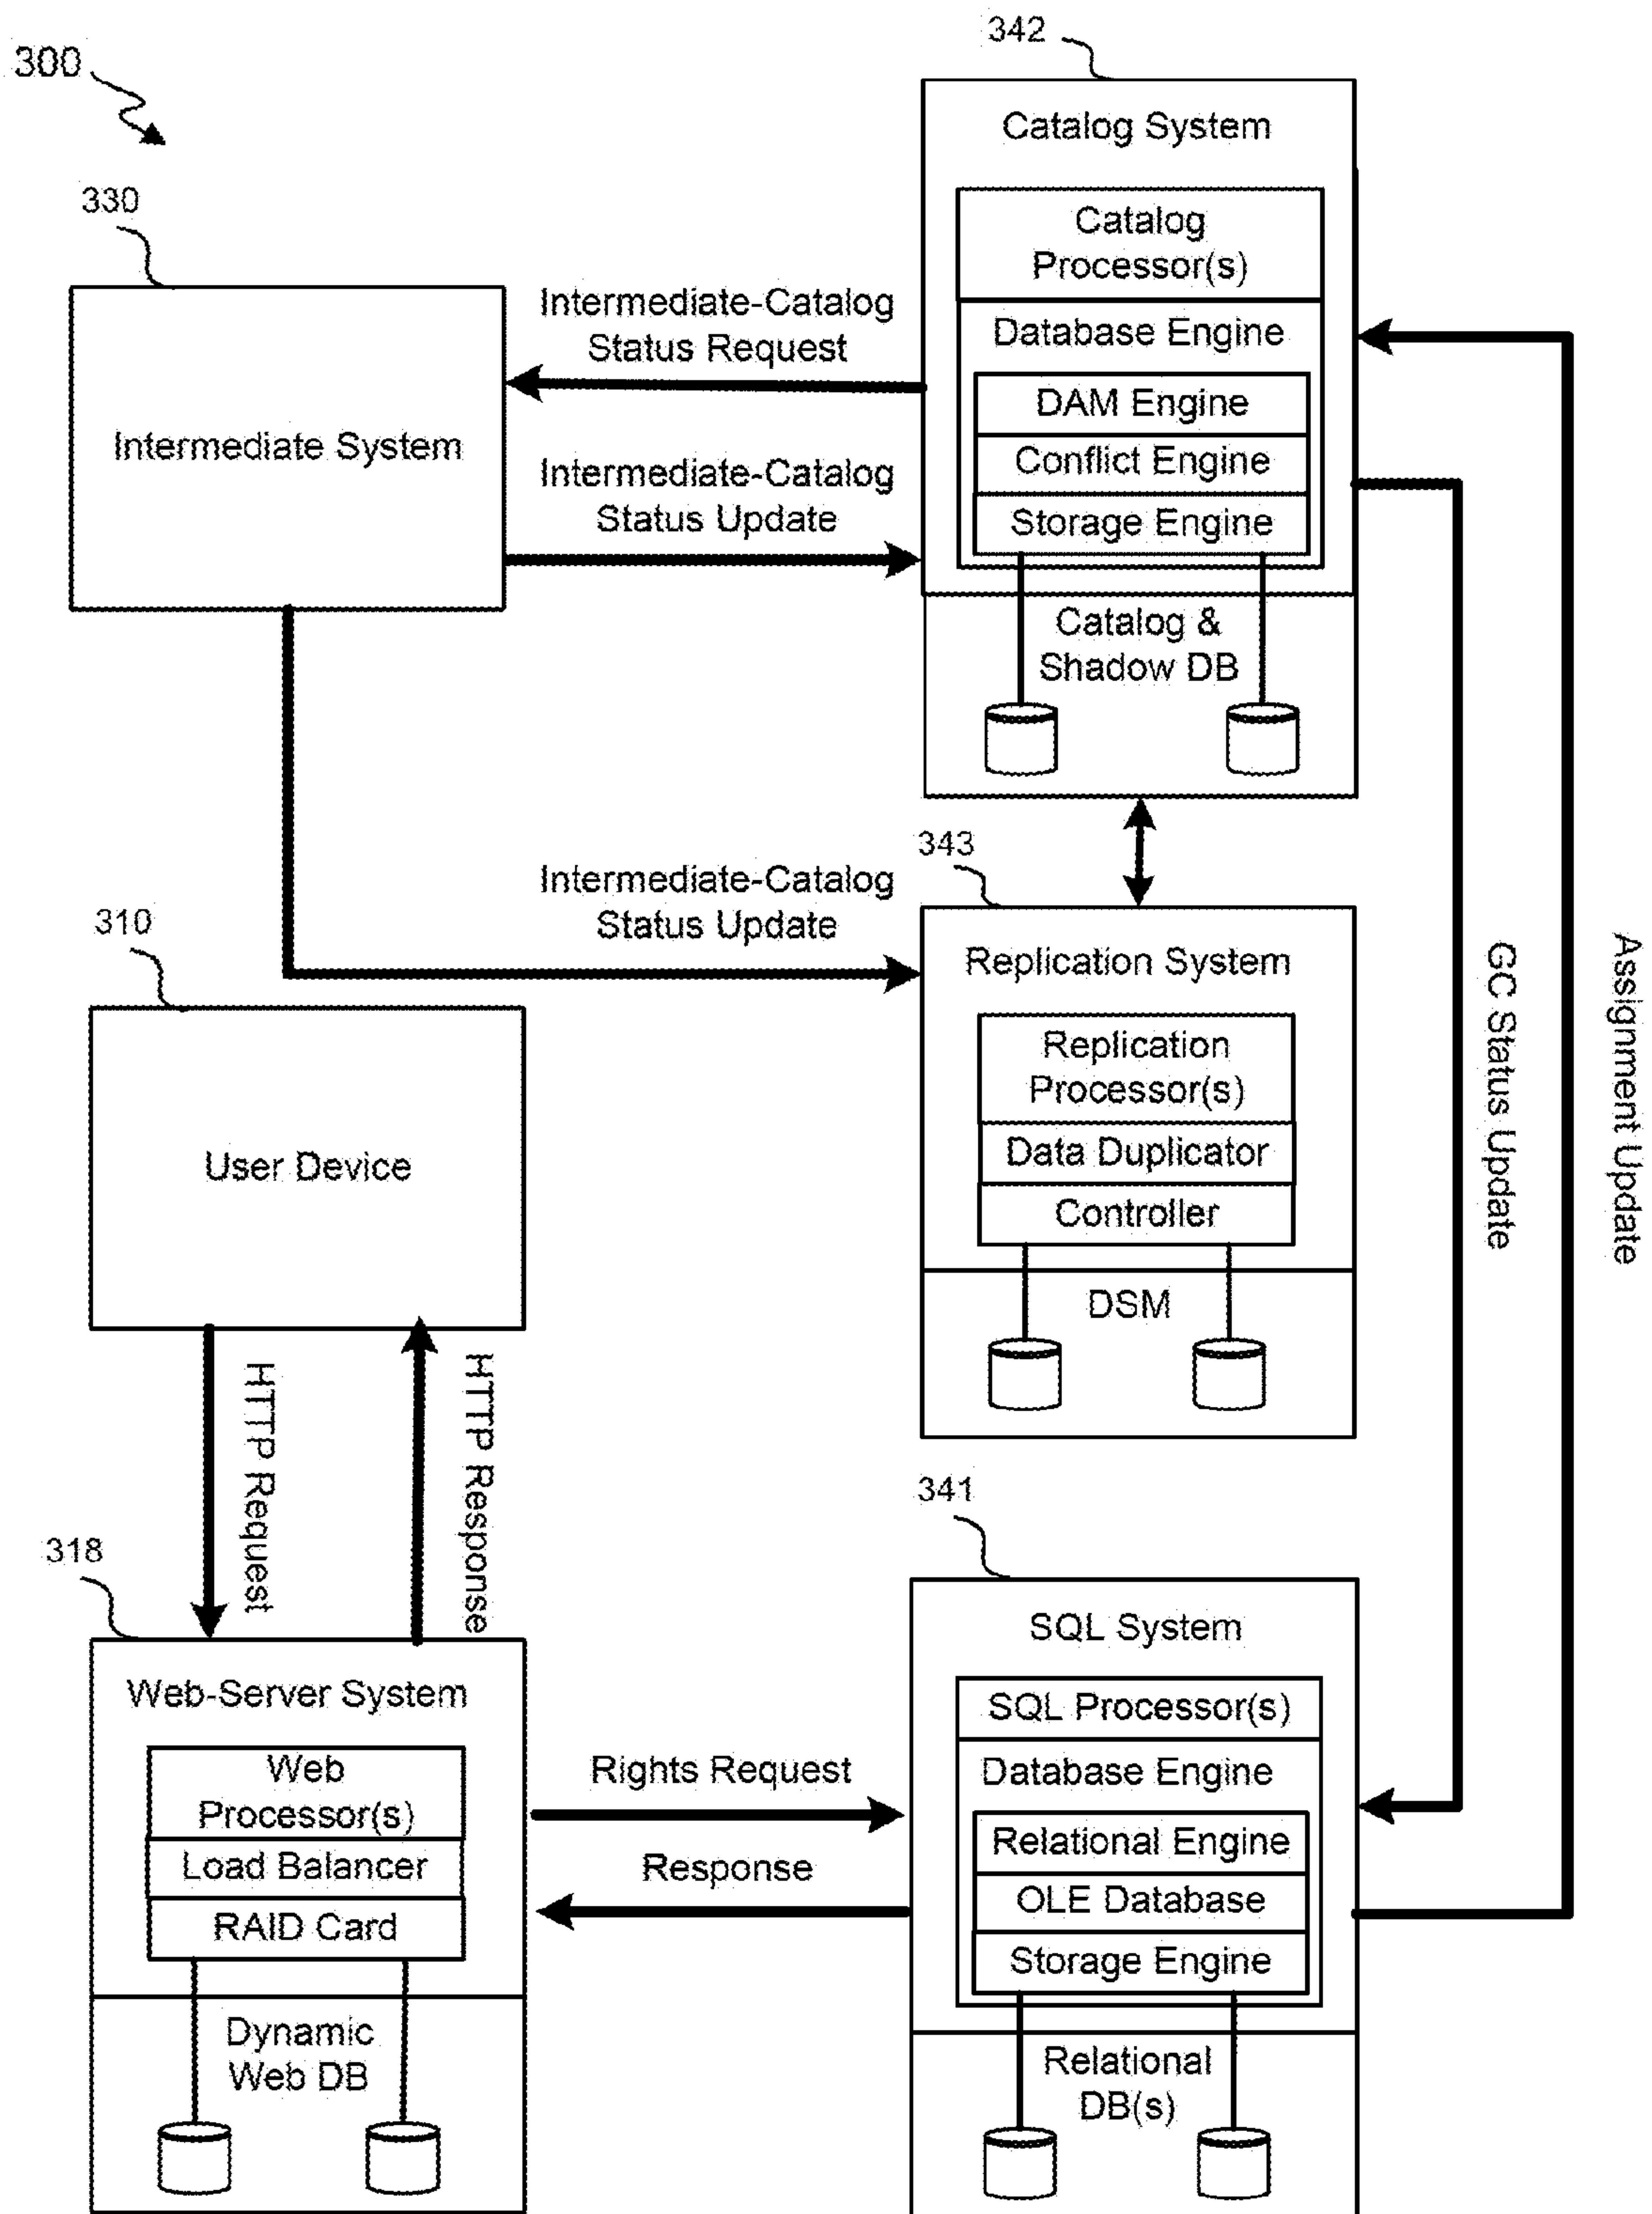 300
342
Catalog System
Catalog
Processor(s)
Database Engine
DAM Engine
Conflict Engine
Storage Engine
Catalog &
Shadow DB
330
Intermediate System
Intermediate-Catalog
Status Request
Intermediate-Catalog
Status Update
Intermediate-Catalog
Status Update
343
Replication System
Replication
Processor(s)
Data Duplicator
Controller
DSM
GC Status Update
Assignment Update
310
User Device
HTTP Request
HTTP Response
318
Web-Server System
Web
Processor(s)
Load Balancer
RAID Card
Dynamic
Web DB
Rights Request
Response
341
SQL System
SQL Processor(s)
Database Engine
Relational Engine
OLE Database
Storage Engine
Relational
DB(s)